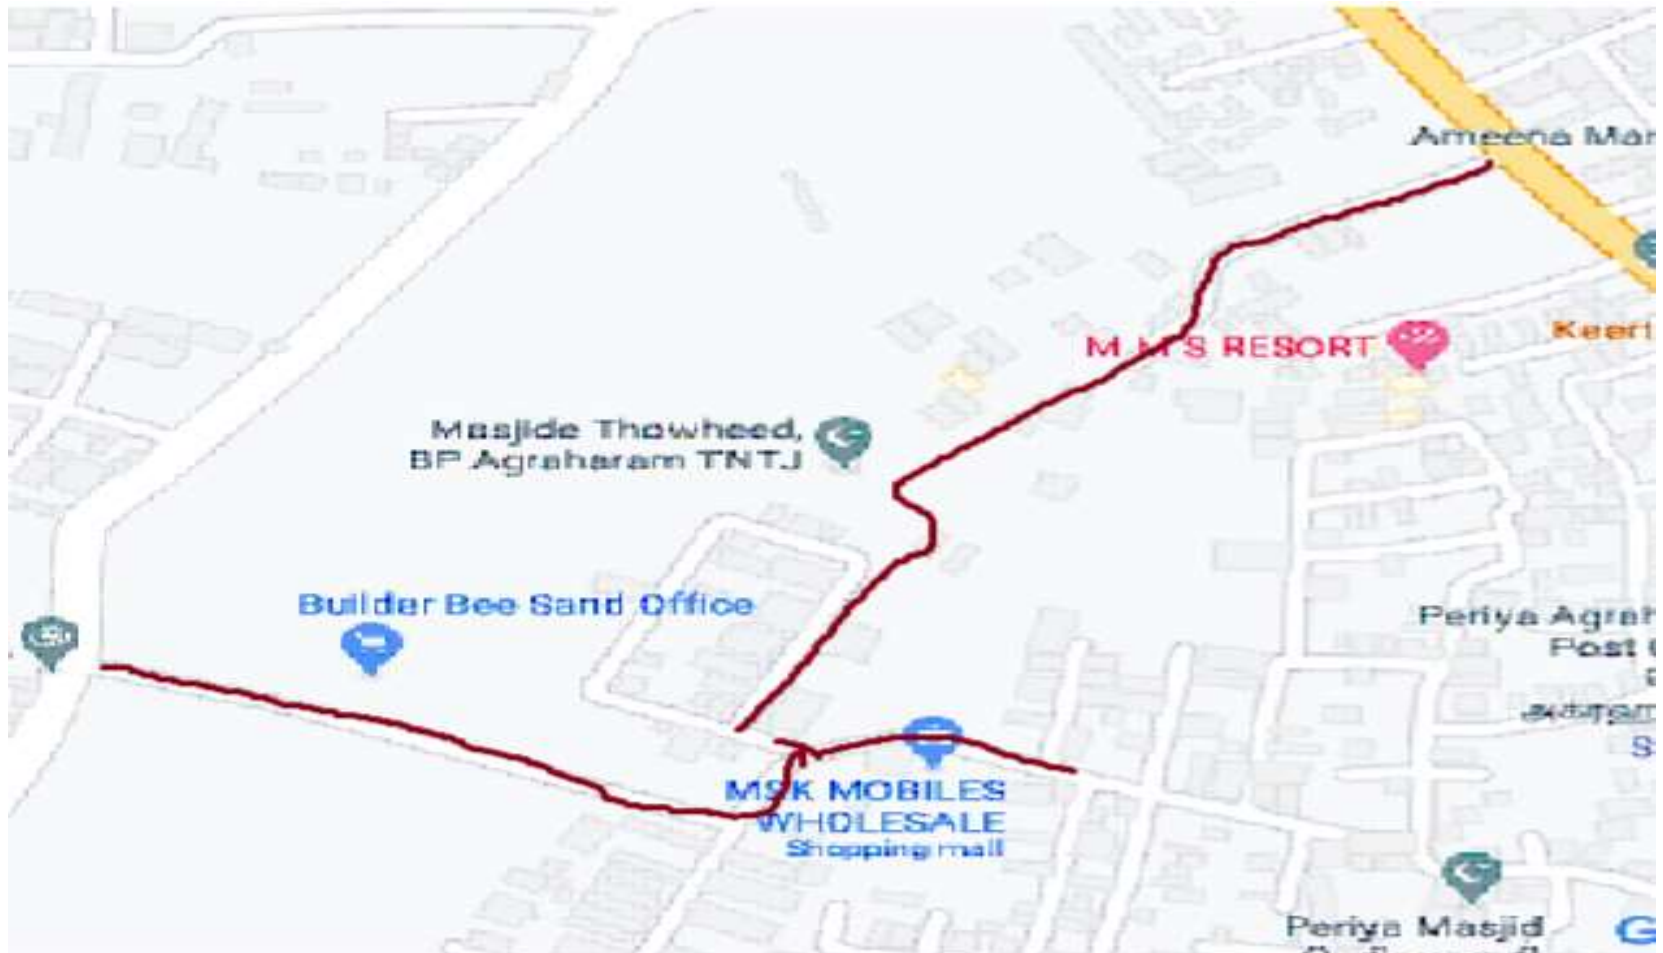 Ameena Mar
M M S RESORT
Keert
Masjide Thowheed,
BP Agraharam TNTJ
Builder Bee Sand Office
Periya Agrah
Post
MSK MOBILES
WHOLESALE
Shopping mall
Periya Masjid
G